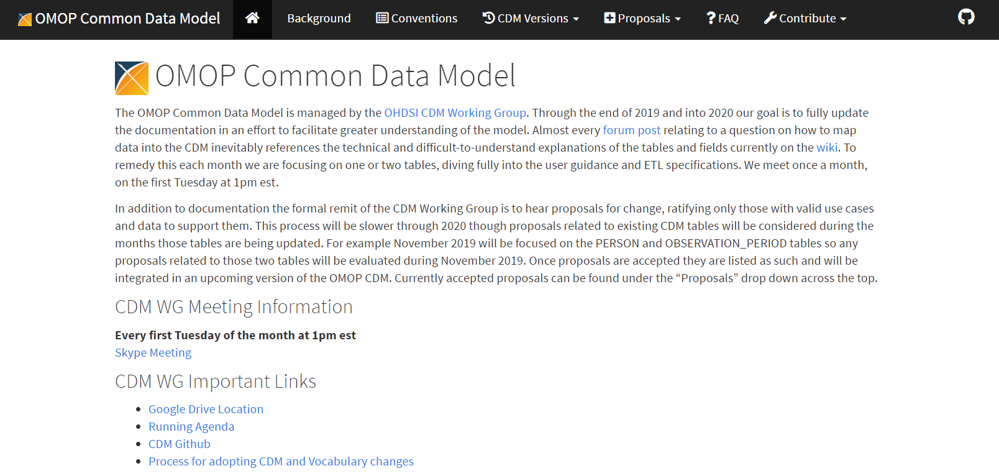 OMOP Common Data Model Background Conventions CDM Versions Proposals FAQ Contribute
OMOP Common Data Model
The OMOP Common Data Model is managed by the OHDSI CDM Working Group. Through the end of 2019 and into 2020 our goal is to fully update
the documentation in an effort to facilitate greater understanding of the model. Almost every forum post relating to a question on how to map
data into the CDM inevitably references the technical and difficult-to-understand explanations of the tables and fields currently on the wiki. To
remedy this each month we are focusing on one or two tables, diving fully into the user guidance and ETL specifications. We meet once a month,
on the first Tuesday at 1pm est.
In addition to documentation the formal remit of the CDM Working Group is to hear proposals for change, ratifying only those with valid use cases
and data to support them. This process will be slower through 2020 though proposals related to existing CDM tables will be considered during the
months those tables are being updated. For example November 2019 will be focused on the PERSON and OBSERVATION_PERIOD tables so any
proposals related to those two tables will be evaluated during November 2019. Once proposals are accepted they are listed as such and will be
integrated in an upcoming version of the OMOP CDM. Currently accepted proposals can be found under the “Proposals” drop down across the top.
CDM WG Meeting Information
Every first Tuesday of the month at 1pm est
Skype Meeting
CDM WG Important Links
Google Drive Location
Running Agenda
CDM Github
Process for adopting CDM and Vocabulary changes